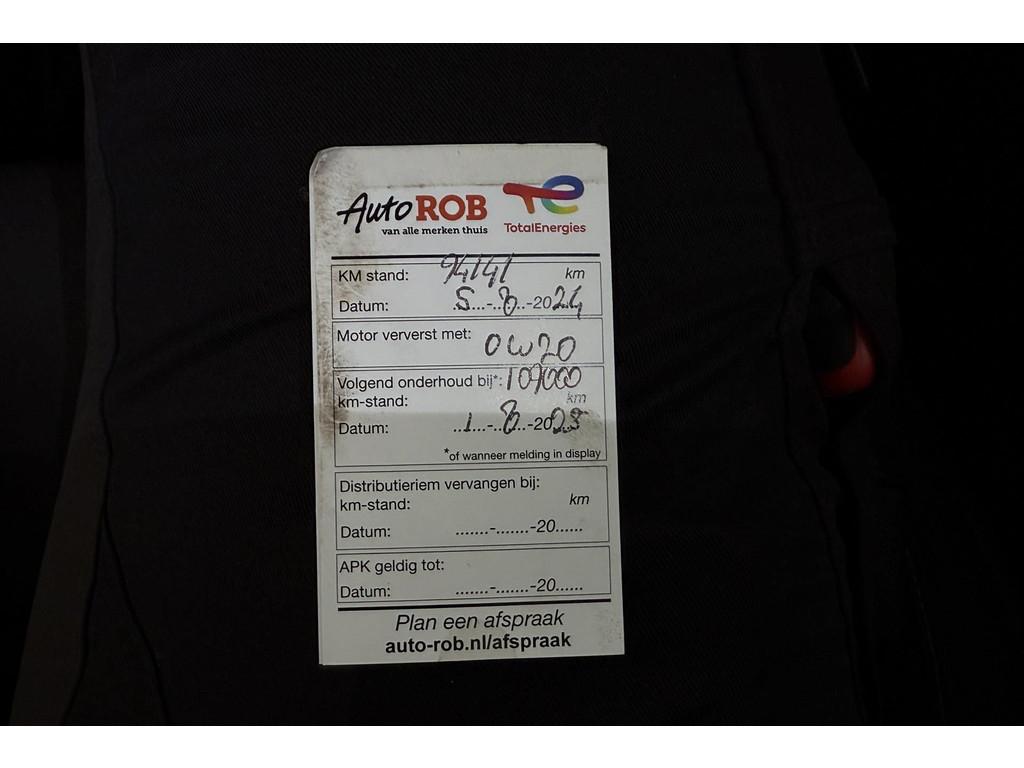 Auto ROB
van alle merken thuis
TotalEnergies
KM stand: 94141 km
Datum: .5...-..8..-2024
Motor ververst met: 0W20
Volgend onderhoud bij*: 109000
km-stand: km
Datum: ..1...-.8..-2025
*of wanneer melding in display
Distributieriem vervangen bij:
km-stand: km
Datum: .......-.......-20......
APK geldig tot:
Datum: .......-.......-20......
Plan een afspraak
auto-rob.nl/afspraak